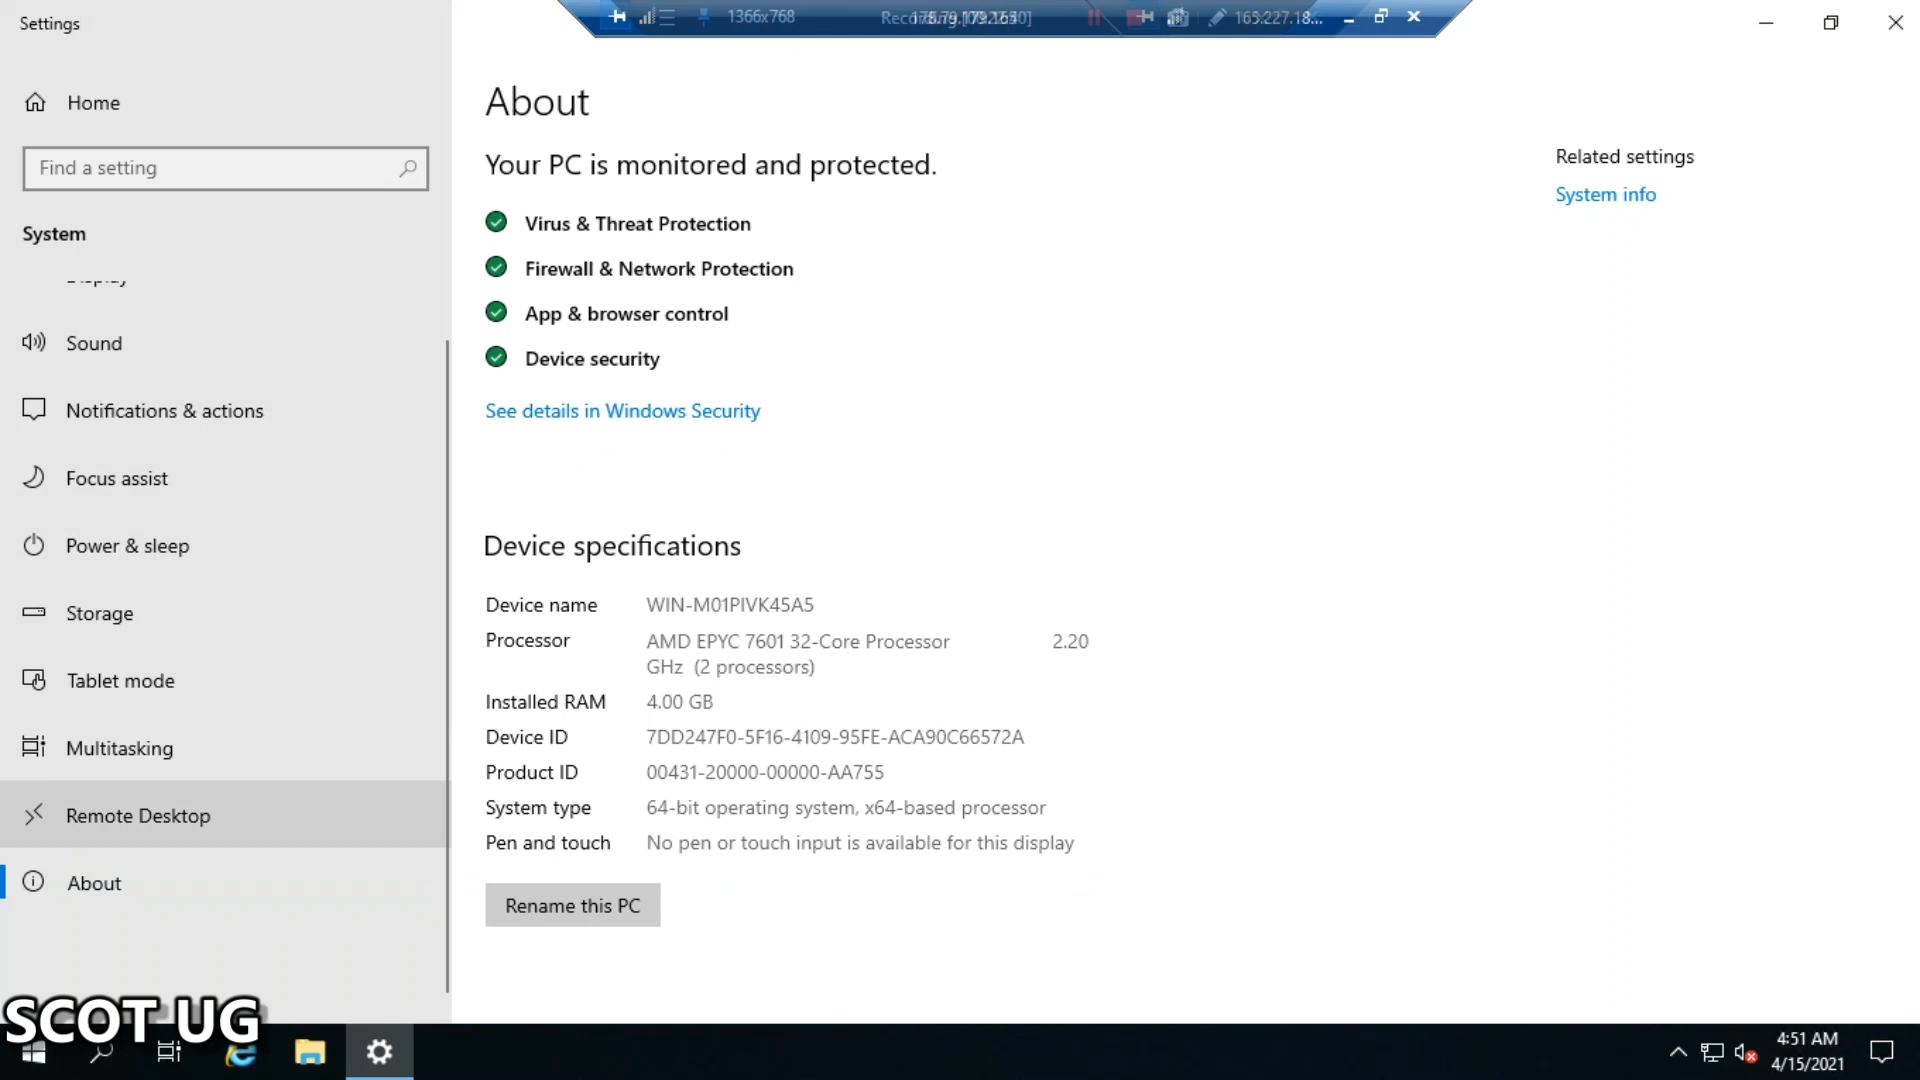 Settings
1366x768
Home
Find a setting
System
Display
Sound
Notifications & actions
Focus assist
Power & sleep
Storage
Tablet mode
Multitasking
Remote Desktop
About
About
Your PC is monitored and protected.
Virus & Threat Protection
Firewall & Network Protection
App & browser control
Device security
See details in Windows Security
Device specifications
Device name WIN-M01PIVK45A5
Processor AMD EPYC 7601 32-Core Processor 2.20
GHz (2 processors)
Installed RAM 4.00 GB
Device ID 7DD247F0-5F16-4109-95FE-ACA90C66572A
Product ID 00431-20000-00000-AA755
System type 64-bit operating system, x64-based processor
Pen and touch No pen or touch input is available for this display
Rename this PC
Related settings
System info
SCOT UG
4:51 AM
4/15/2021